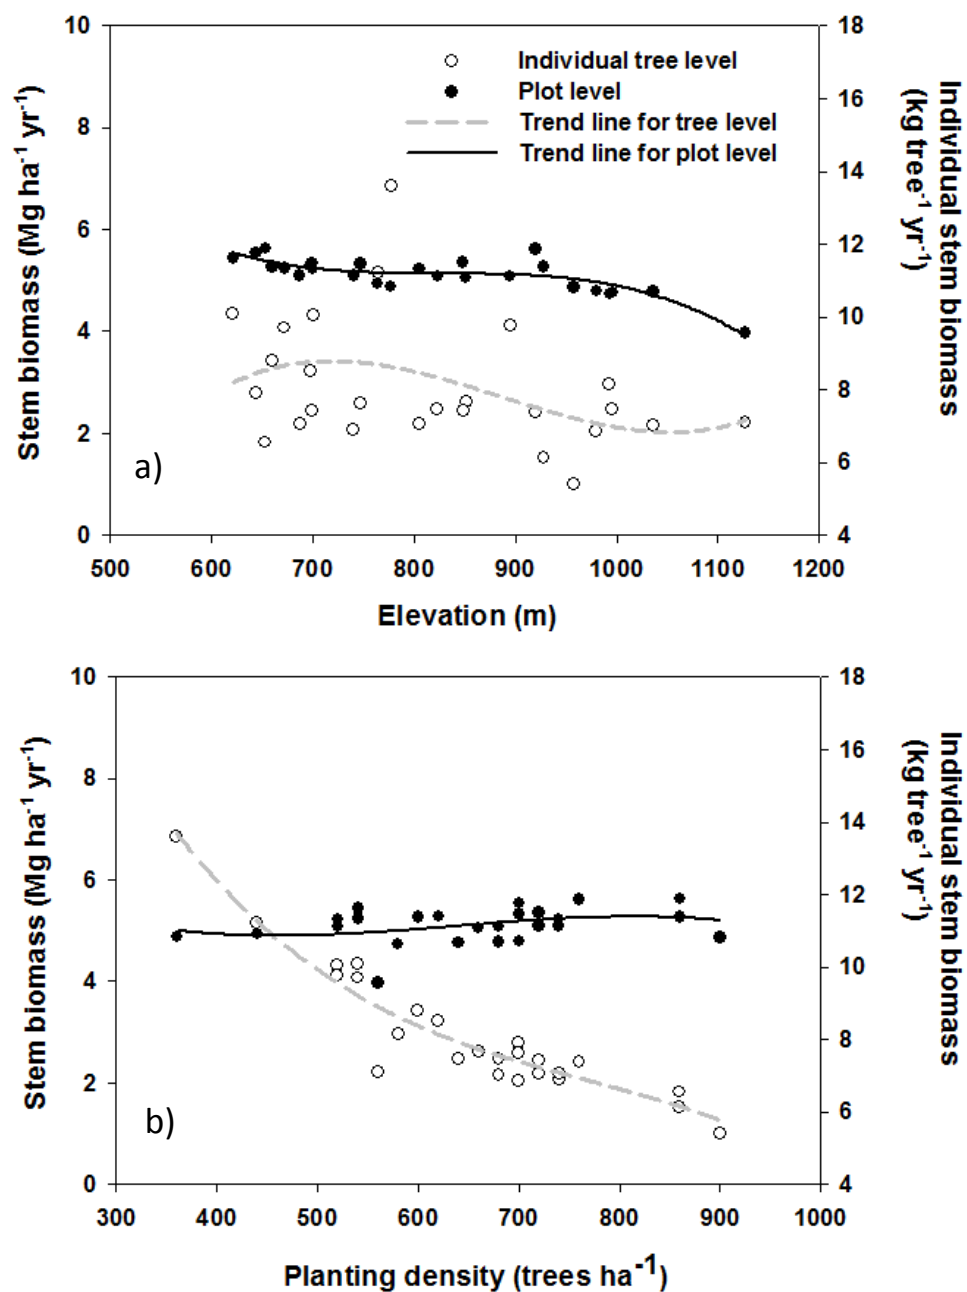 10
8
6
4
2
0
Stem biomass (Mg ha-1 yr-1)
18
16
14
12
10
8
6
4
Individual stem biomass
(kg tree-1 yr-1)
Individual tree level
Plot level
Trend line for tree level
Trend line for plot level
a)
500 600 700 800 900 1000 1100 1200
Elevation (m)
10
8
6
4
2
0
Stem biomass (Mg ha-1 yr-1)
18
16
14
12
10
8
6
4
Individual stem biomass
(kg tree-1 yr-1)
b)
300 400 500 600 700 800 900 1000
Planting density (trees ha-1)